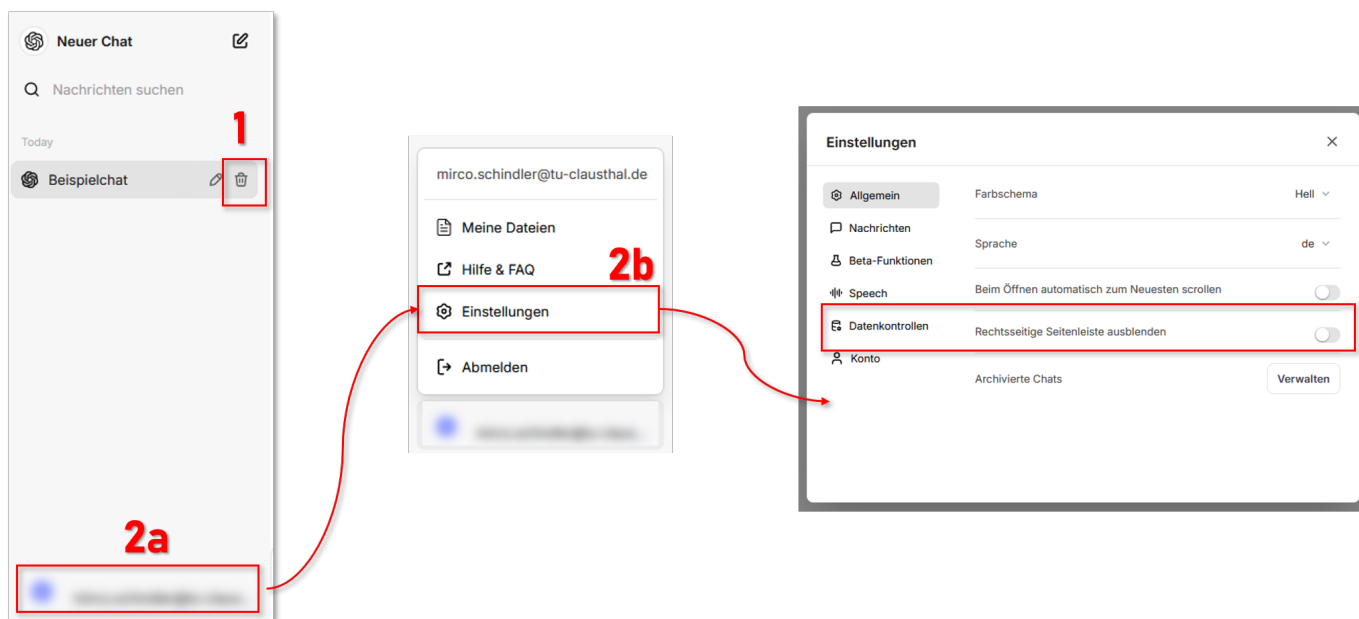 Neuer Chat
Nachrichten suchen
1
Today
Beispielchat
2a
mirco.schindler@tu-clausthal.de
Meine Dateien
Hilfe & FAQ
2b
Einstellungen
Abmelden
Einstellungen
Allgemein
Farbschema
Hell
Nachrichten
Sprache
de
Beta-Funktionen
Speech
Beim Öffnen automatisch zum Neuesten scrollen
Datenkontrollen
Rechtsseitige Seitenleiste ausblenden
Konto
Archivierte Chats
Verwalten